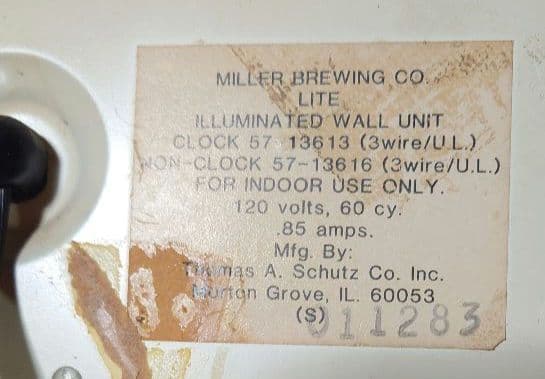 MILLER BREWING CO.
LITE
ILLUMINATED WALL UNIT
CLOCK 57-13613 (3wire/U.L.)
NON-CLOCK 57-13616 (3wire/U.L.)
FOR INDOOR USE ONLY.
120 volts, 60 cy.
.85 amps.
Mfg. By:
Thomas A. Schutz Co. Inc.
Morton Grove, IL. 60053
(S) 011283